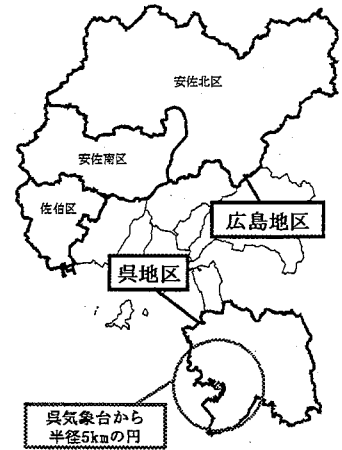 安佐北区
安佐南区
佐伯区
広島地区
呉地区
呉気象台から
半径5kmの円